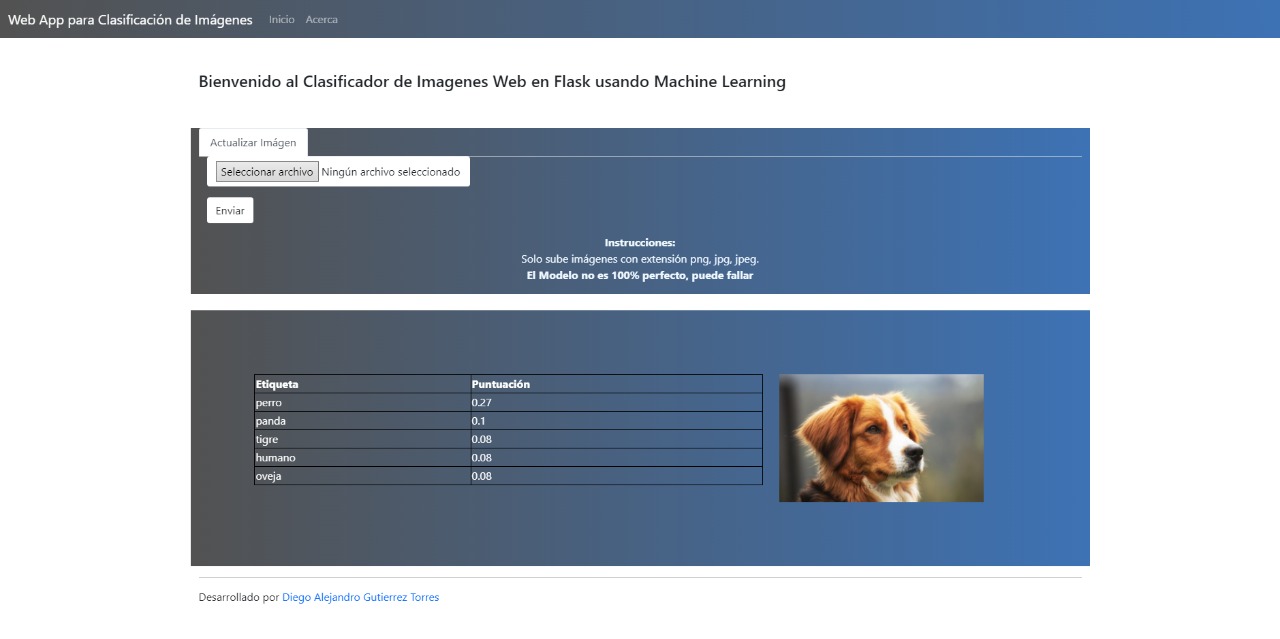 Web App para Clasificación de Imágenes Inicio Acerca
Bienvenido al Clasificador de Imagenes Web en Flask usando Machine Learning
Actualizar Imágen
Seleccionar archivo Ningún archivo seleccionado
Enviar
Instrucciones:
Solo sube imágenes con extensión png, jpg, jpeg.
El Modelo no es 100% perfecto, puede fallar
Etiqueta Puntuación
perro 0.27
panda 0.1
tigre 0.08
humano 0.08
oveja 0.08
Desarrollado por Diego Alejandro Gutierrez Torres